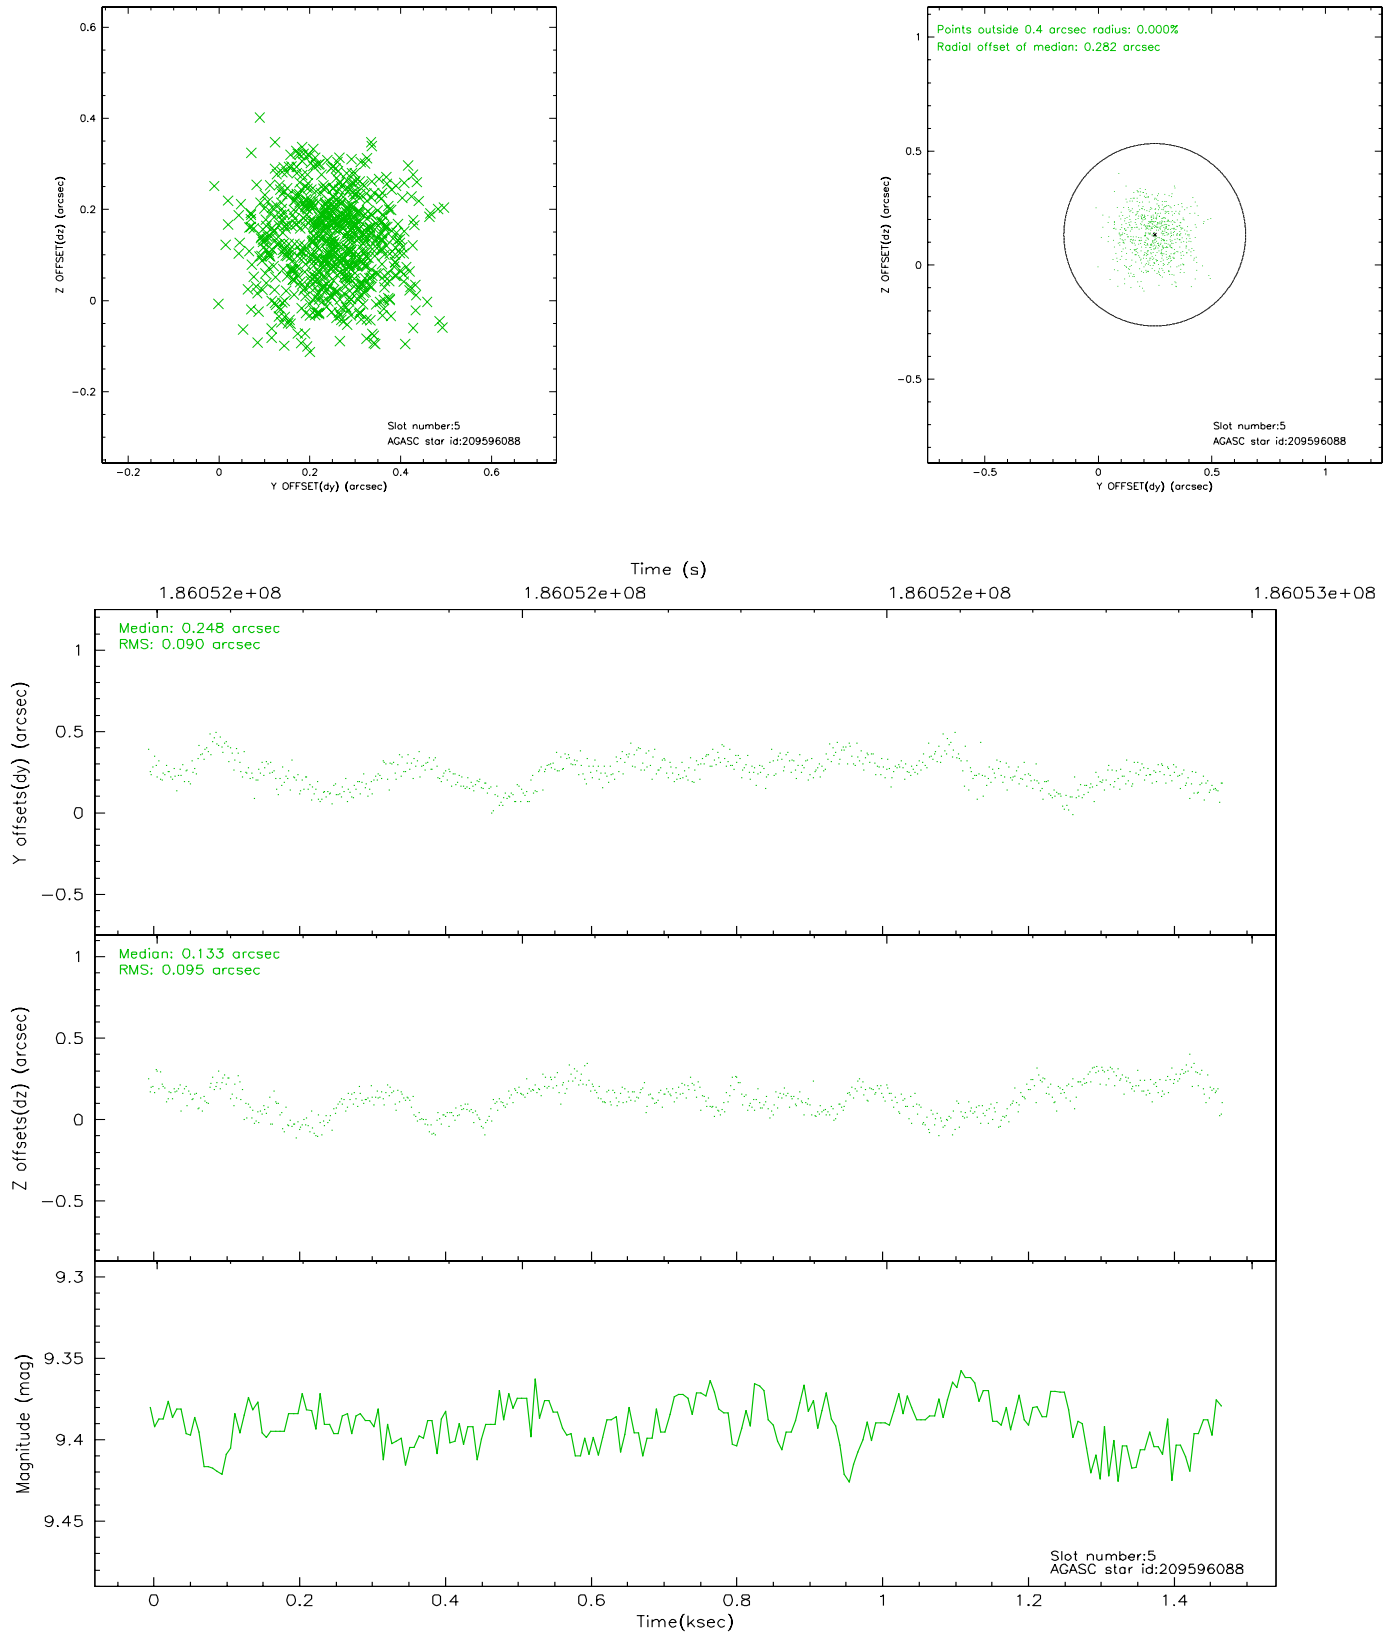 0.6
0.4
0.2
0
−0.2
Z OFFSET(dz) (arcsec)
Slot number:5
AGASC star id:209596088
−0.2 0 0.2 0.4 0.6
Y OFFSET(dy) (arcsec)
Points outside 0.4 arcsec radius: 0.000%
Radial offset of median: 0.282 arcsec
1
0.5
0
−0.5
Z OFFSET(dz) (arcsec)
Slot number:5
AGASC star id:209596088
−0.5 0 0.5 1
Y OFFSET(dy) (arcsec)
Time (s)
1.86052e+08 1.86052e+08 1.86052e+08 1.86053e+08
Median: 0.248 arcsec
RMS: 0.090 arcsec
1
0.5
0
−0.5
Y offsets(dy) (arcsec)
Median: 0.133 arcsec
RMS: 0.095 arcsec
1
0.5
0
−0.5
Z offsets(dz) (arcsec)
9.3
9.35
9.4
9.45
Magnitude (mag)
Slot number:5
AGASC star id:209596088
0 0.2 0.4 0.6 0.8 1 1.2 1.4
Time(ksec)